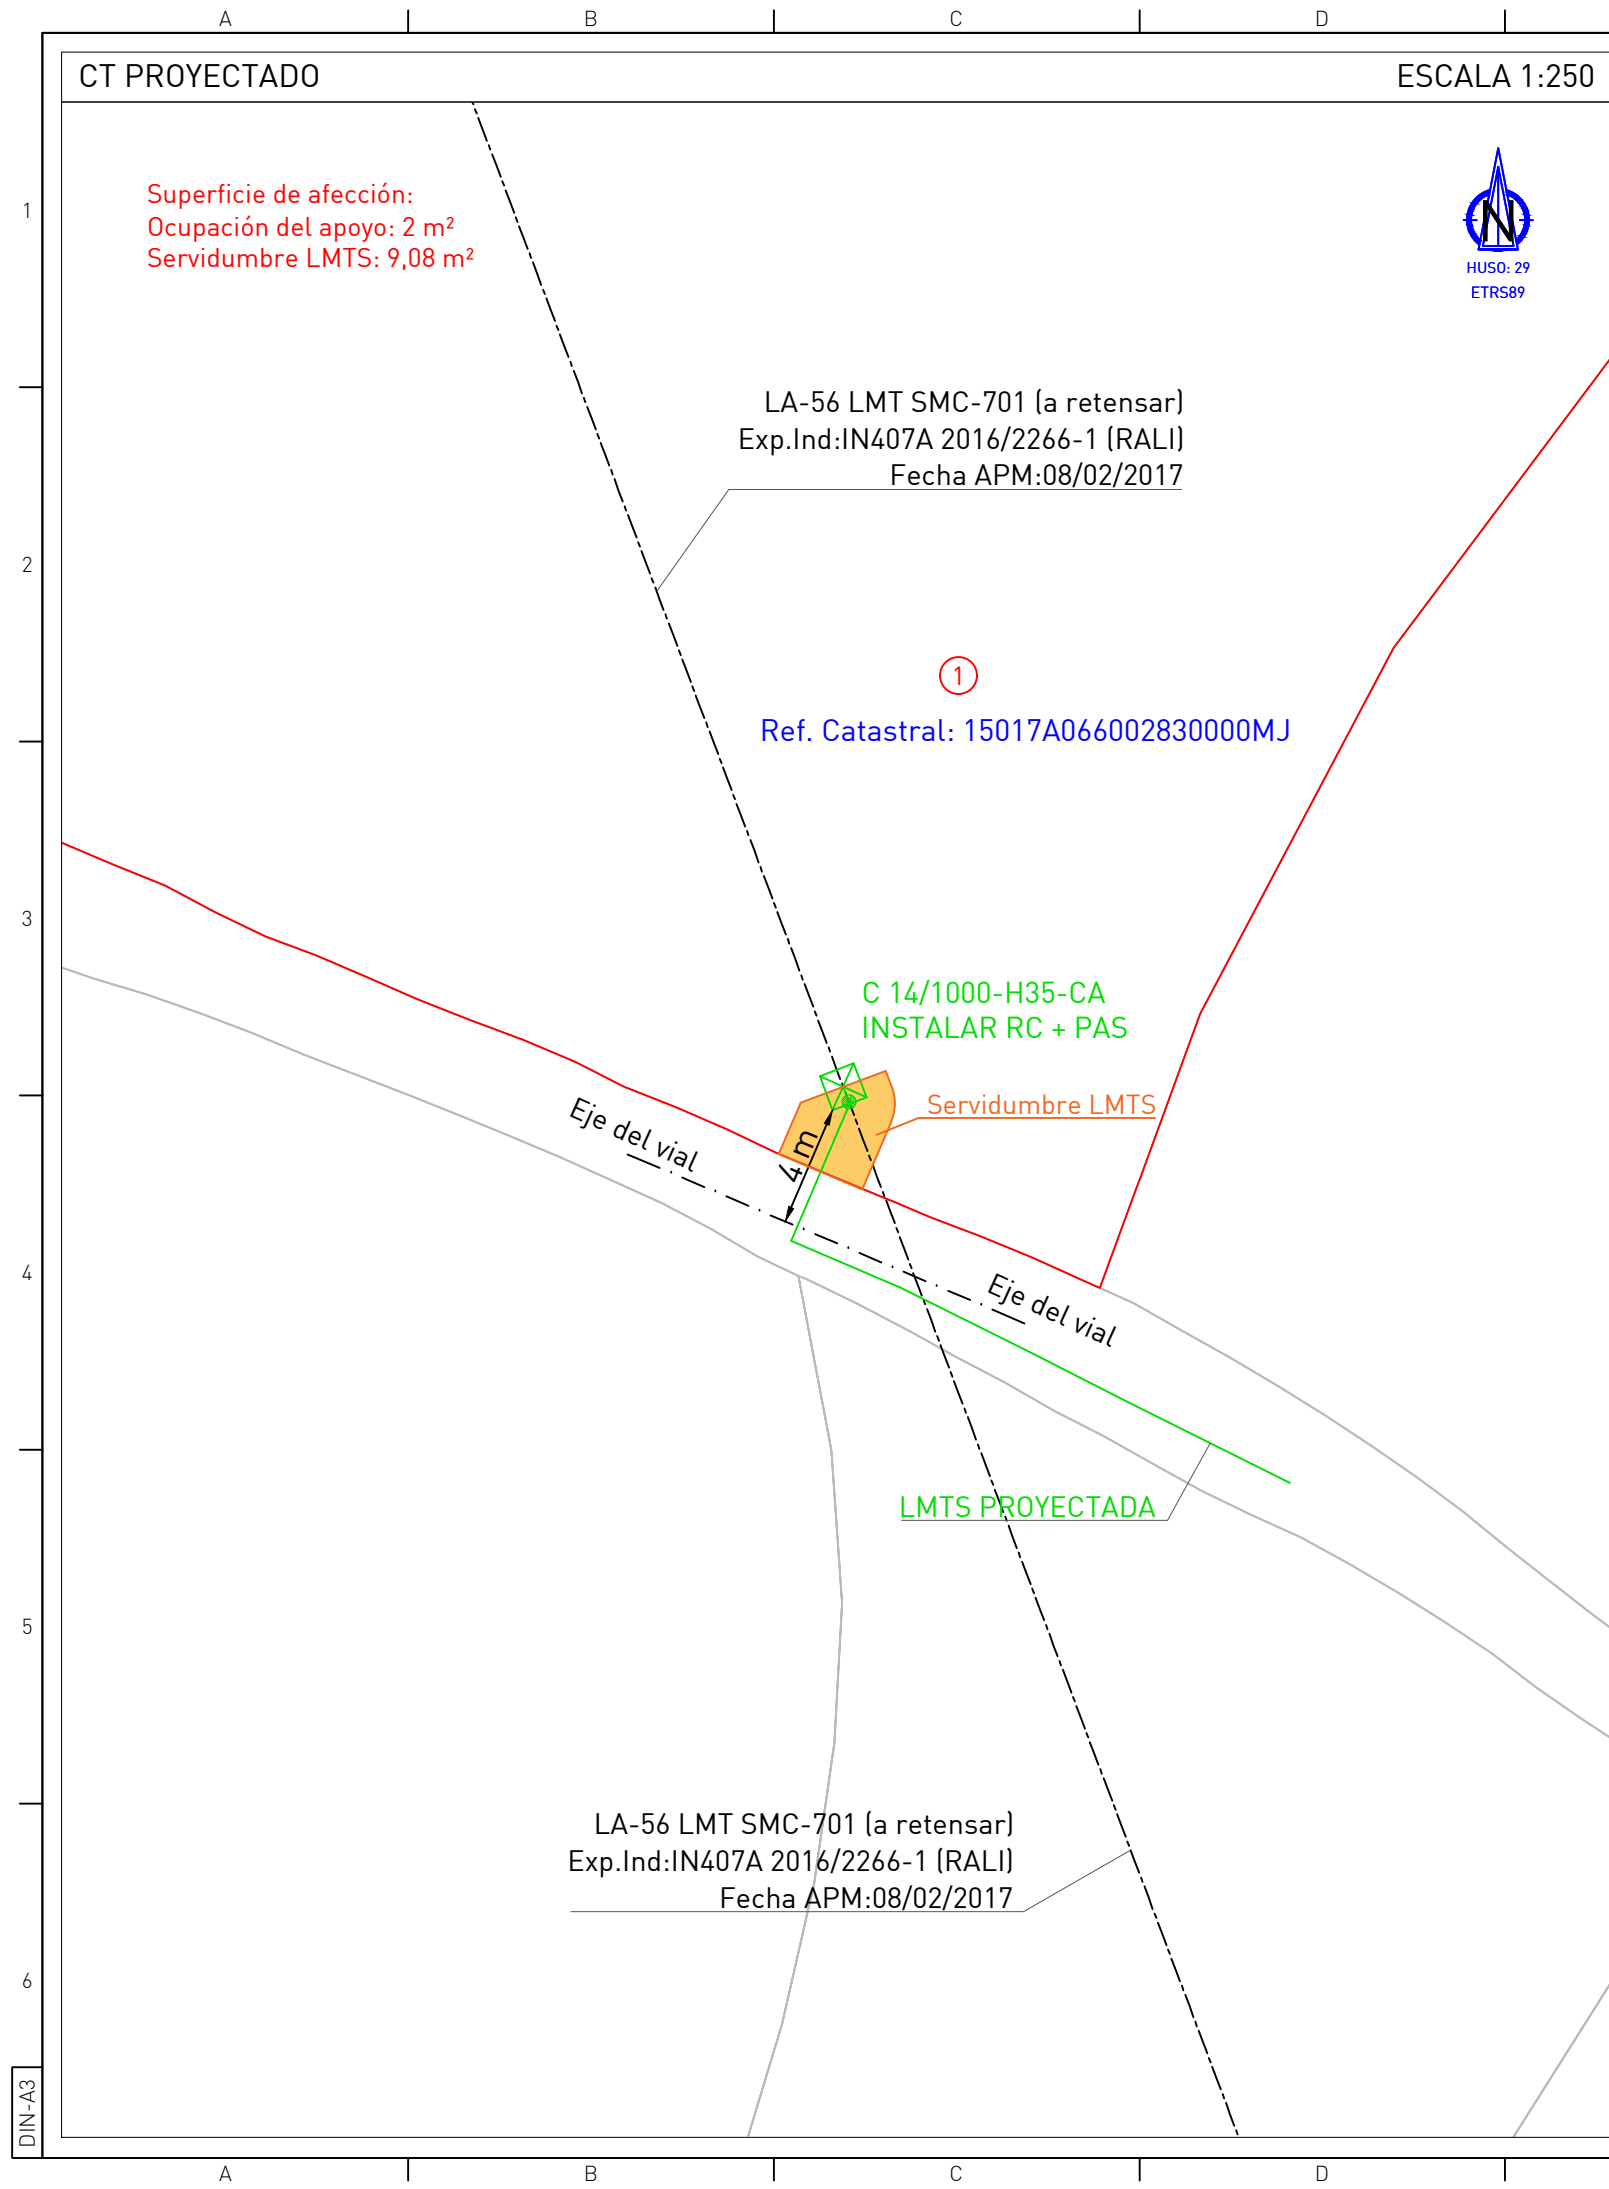 A B C D
CT PROYECTADO
ESCALA 1:250
Superficie de afección:
Ocupación del apoyo: 2 m²
Servidumbre LMTS: 9,08 m²
N
HUSO: 29
ETRS89
1
LA-56 LMT SMC-701 (a retensar)
Exp.Ind:IN407A 2016/2266-1 (RALI)
Fecha APM:08/02/2017
2
1
Ref. Catastral: 15017A066002830000MJ
3
C 14/1000-H35-CA
INSTALAR RC + PAS
Servidumbre LMTS
Eje del vial
4 m
4
Eje del vial
LMTS PROYECTADA
5
LA-56 LMT SMC-701 (a retensar)
Exp.Ind:IN407A 2016/2266-1 (RALI)
Fecha APM:08/02/2017
6
DIN-A3
A B C D